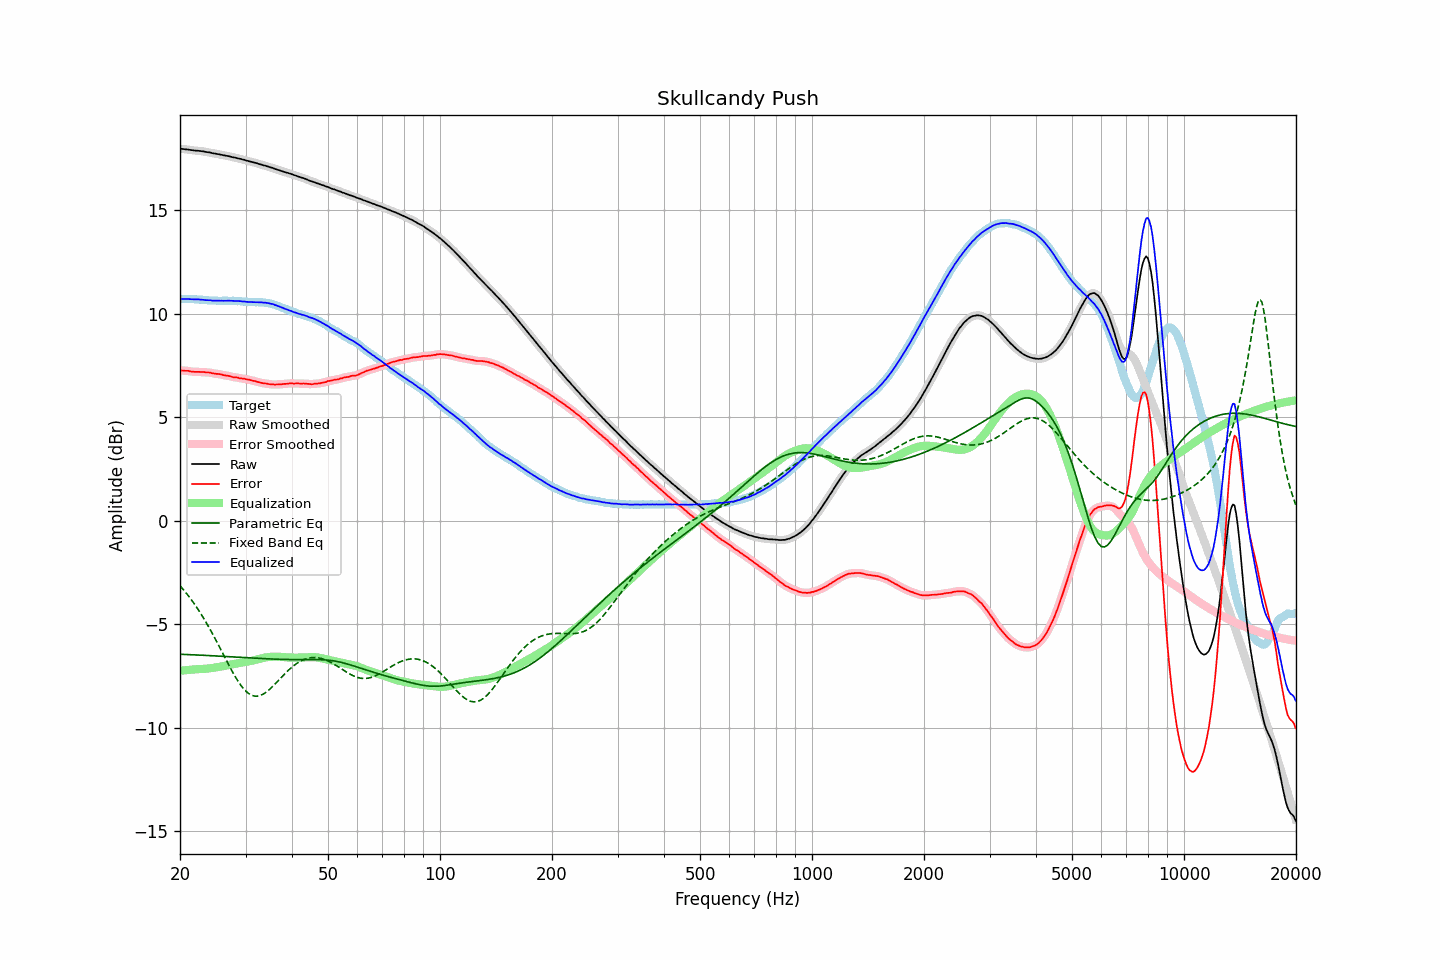 Skullcandy Push
Amplitude (dBr)
15
10
5
0
−5
−10
−15
Target
Raw Smoothed
Error Smoothed
Raw
Error
Equalization
Parametric Eq
Fixed Band Eq
Equalized
20 50 100 200 500 1000 2000 5000 10000 20000
Frequency (Hz)